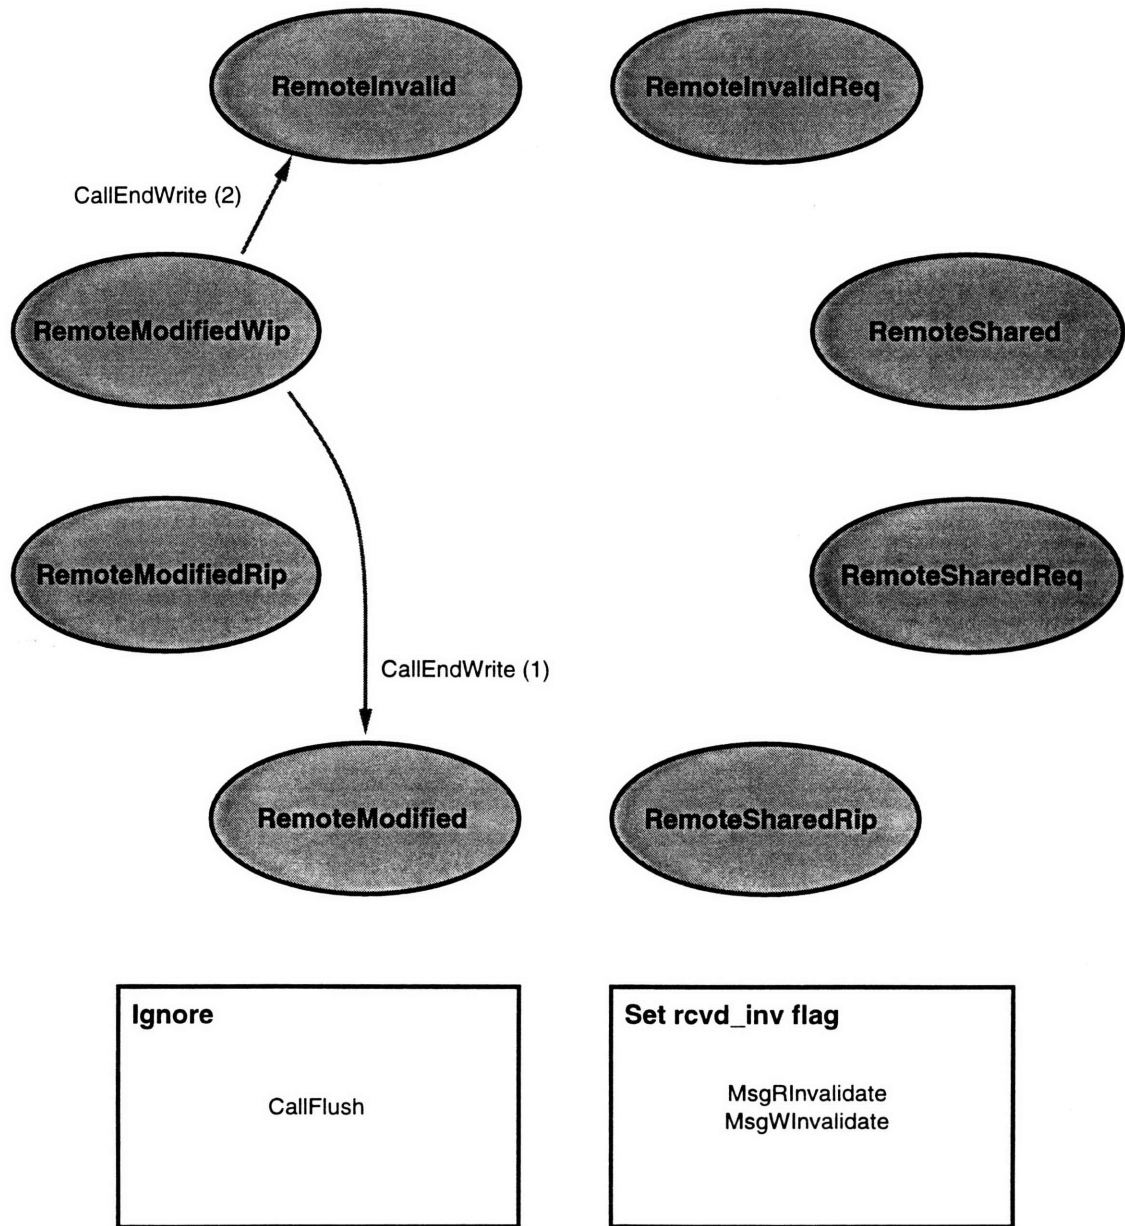 RemoteInvalid
RemoteInvalidReq
CallEndWrite (2)
RemoteModifiedWip
RemoteShared
RemoteModifiedRip
RemoteSharedReq
CallEndWrite (1)
RemoteModified
RemoteSharedRip
Ignore
CallFlush
Set rcvd_inv flag
MsgRInvalidate
MsgWInvalidate